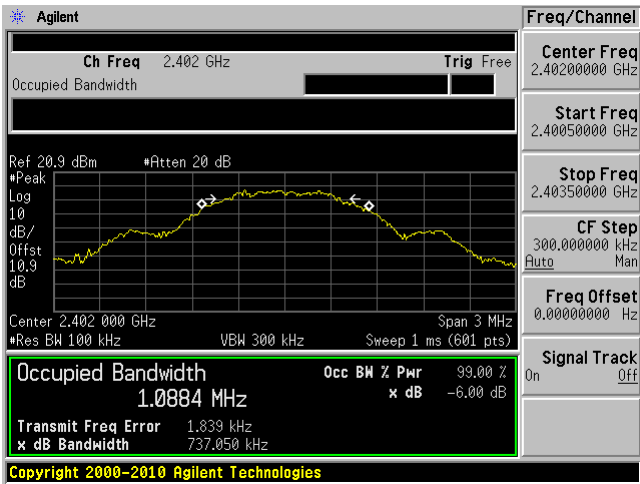 Agilent
Freq/Channel
Ch Freq 2.402 GHz Trig Free
Occupied Bandwidth
Center Freq
2.40200000 GHz
Start Freq
2.40050000 GHz
Stop Freq
2.40350000 GHz
CF Step
300.000000 kHz
Auto Man
Freq Offset
0.00000000 Hz
Signal Track
On Off
Ref 20.9 dBm #Atten 20 dB
#Peak
Log
10
dB/
Offst
10.9
dB
Center 2.402 000 GHz Span 3 MHz
#Res BW 100 kHz VBW 300 kHz Sweep 1 ms (601 pts)
Occupied Bandwidth Occ BW % Pwr 99.00 %
1.0884 MHz x dB -6.00 dB
Transmit Freq Error 1.839 kHz
x dB Bandwidth 737.050 kHz
Copyright 2000-2010 Agilent Technologies